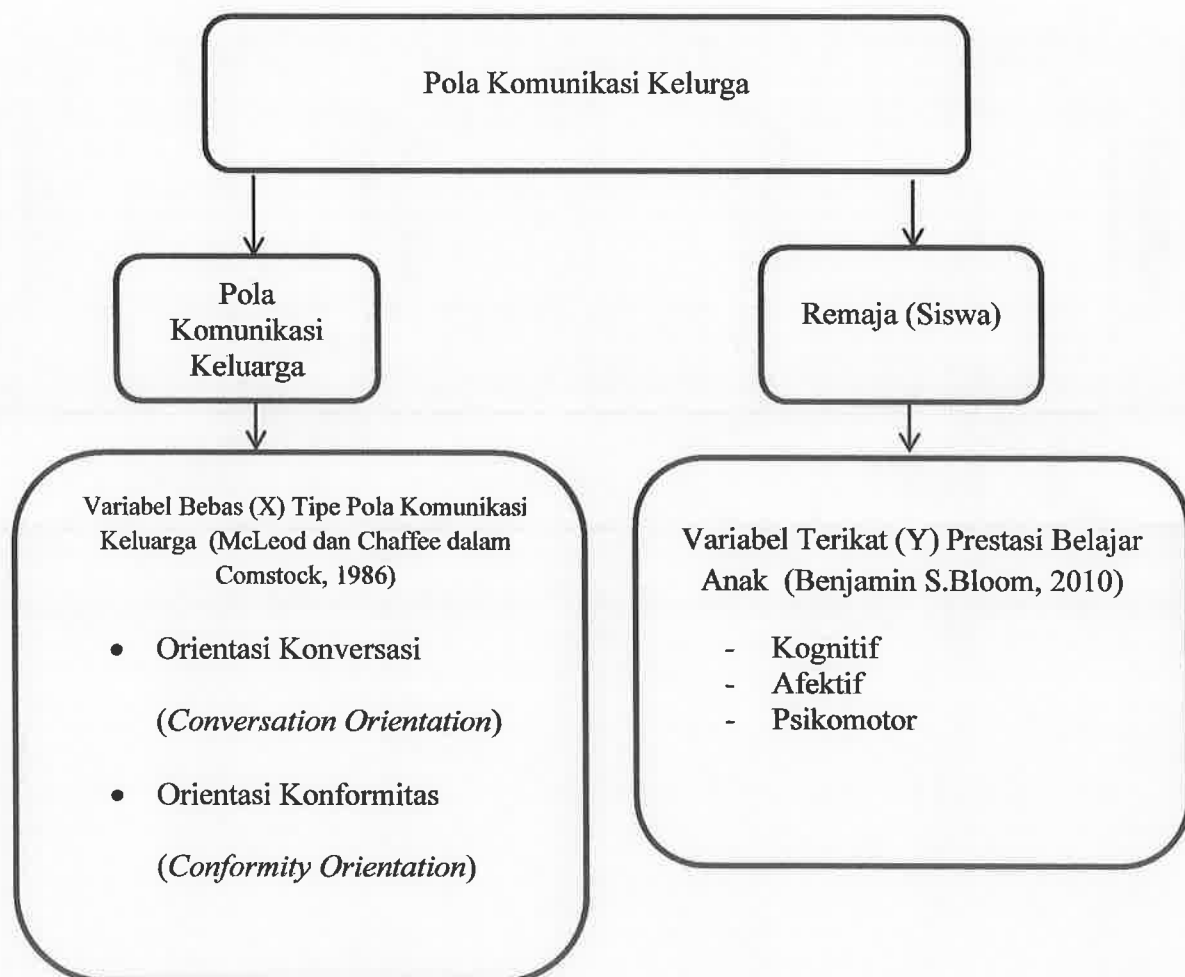 Pola Komunikasi Kelurga
Pola
Komunikasi
Keluarga
Remaja (Siswa)
Variabel Bebas (X) Tipe Pola Komunikasi
Keluarga (McLeod dan Chaffee dalam
Comstock, 1986)
• Orientasi Konversasi
(Conversation Orientation)
• Orientasi Konformitas
(Conformity Orientation)
Variabel Terikat (Y) Prestasi Belajar
Anak (Benjamin S.Bloom, 2010)
- Kognitif
- Afektif
- Psikomotor